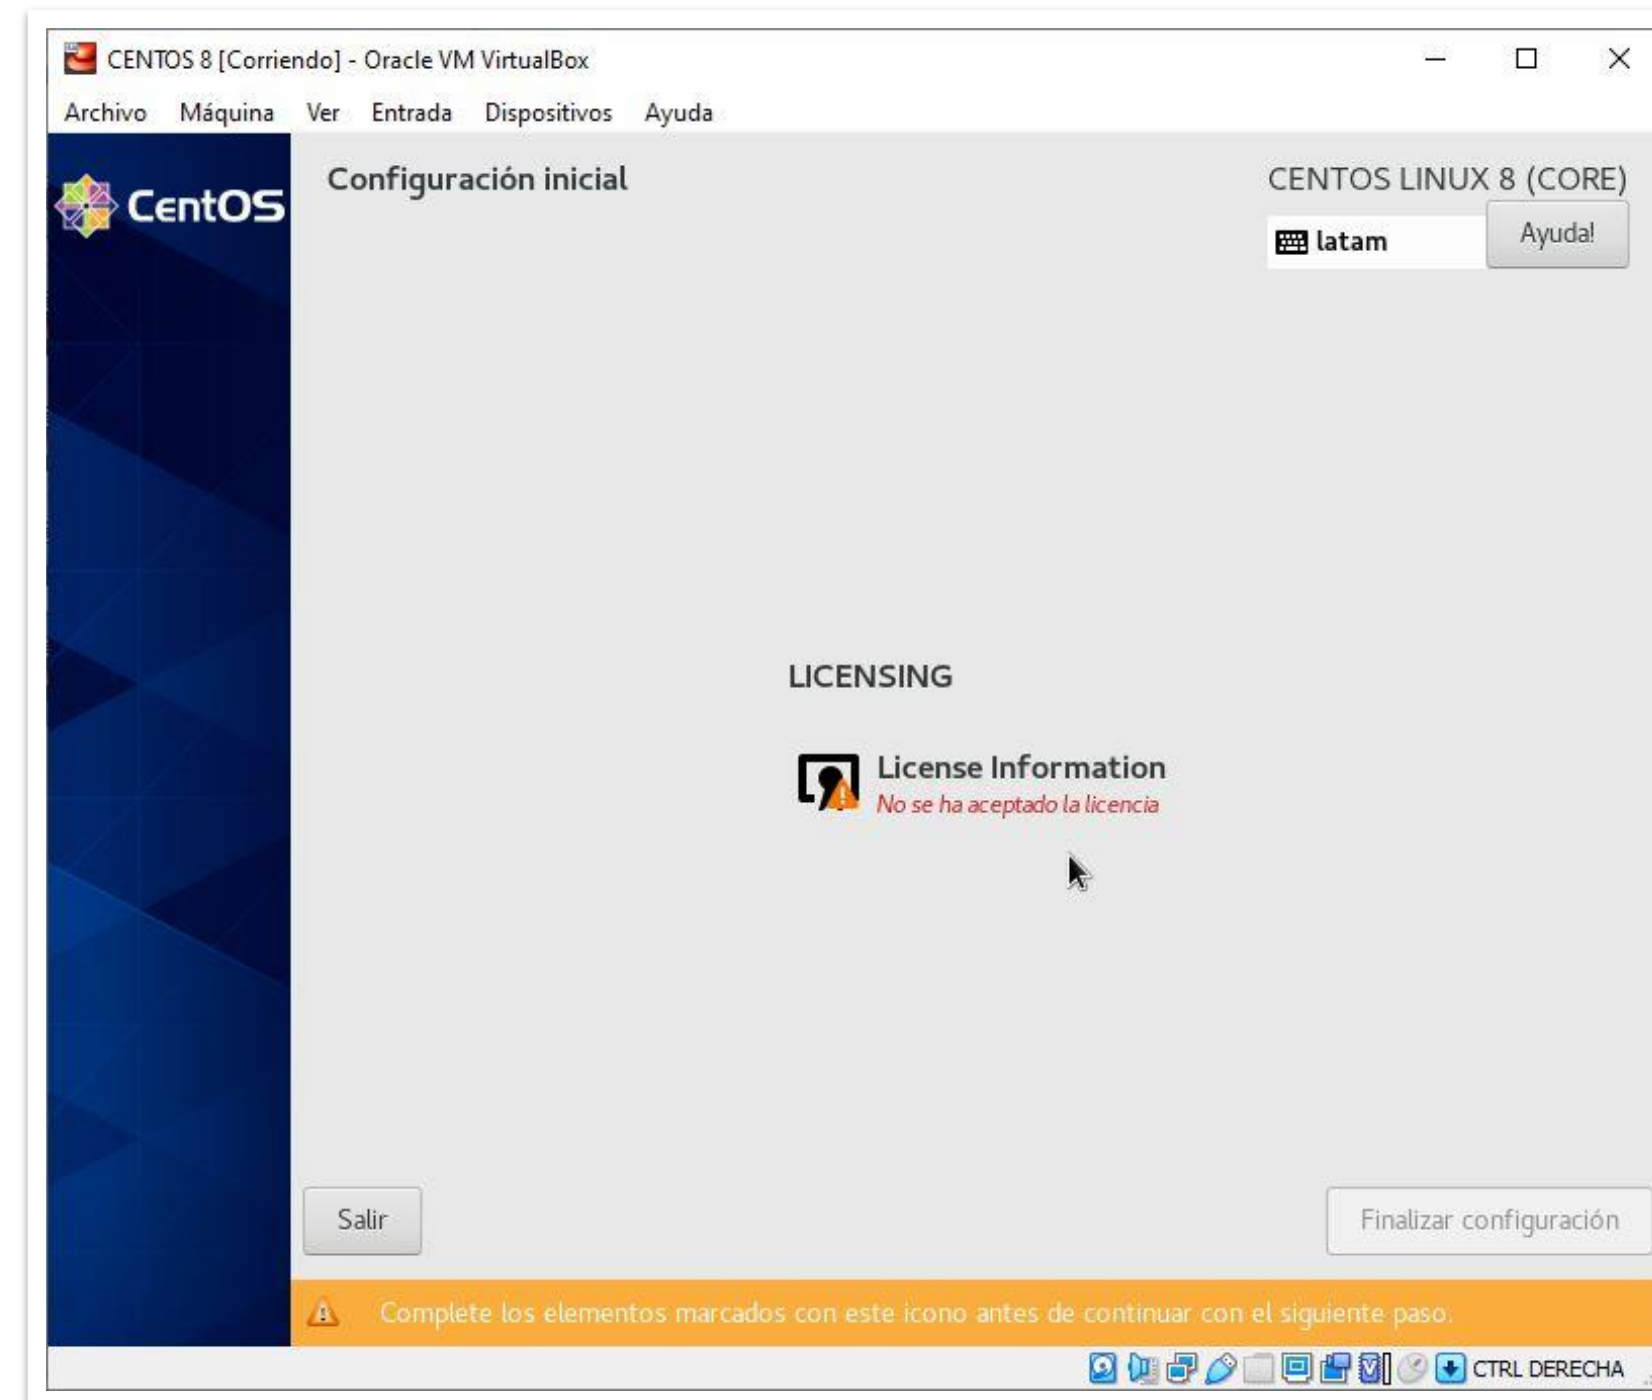 CENTOS 8 [Corriendo] - Oracle VM VirtualBox
Archivo Máquina Ver Entrada Dispositivos Ayuda
CentOS
Configuración inicial
CENTOS LINUX 8 (CORE)
latam
Ayuda!
LICENSING
License Information
No se ha aceptado la licencia
Salir
Finalizar configuración
Complete los elementos marcados con este icono antes de continuar con el siguiente paso.
CTRL DERECHA